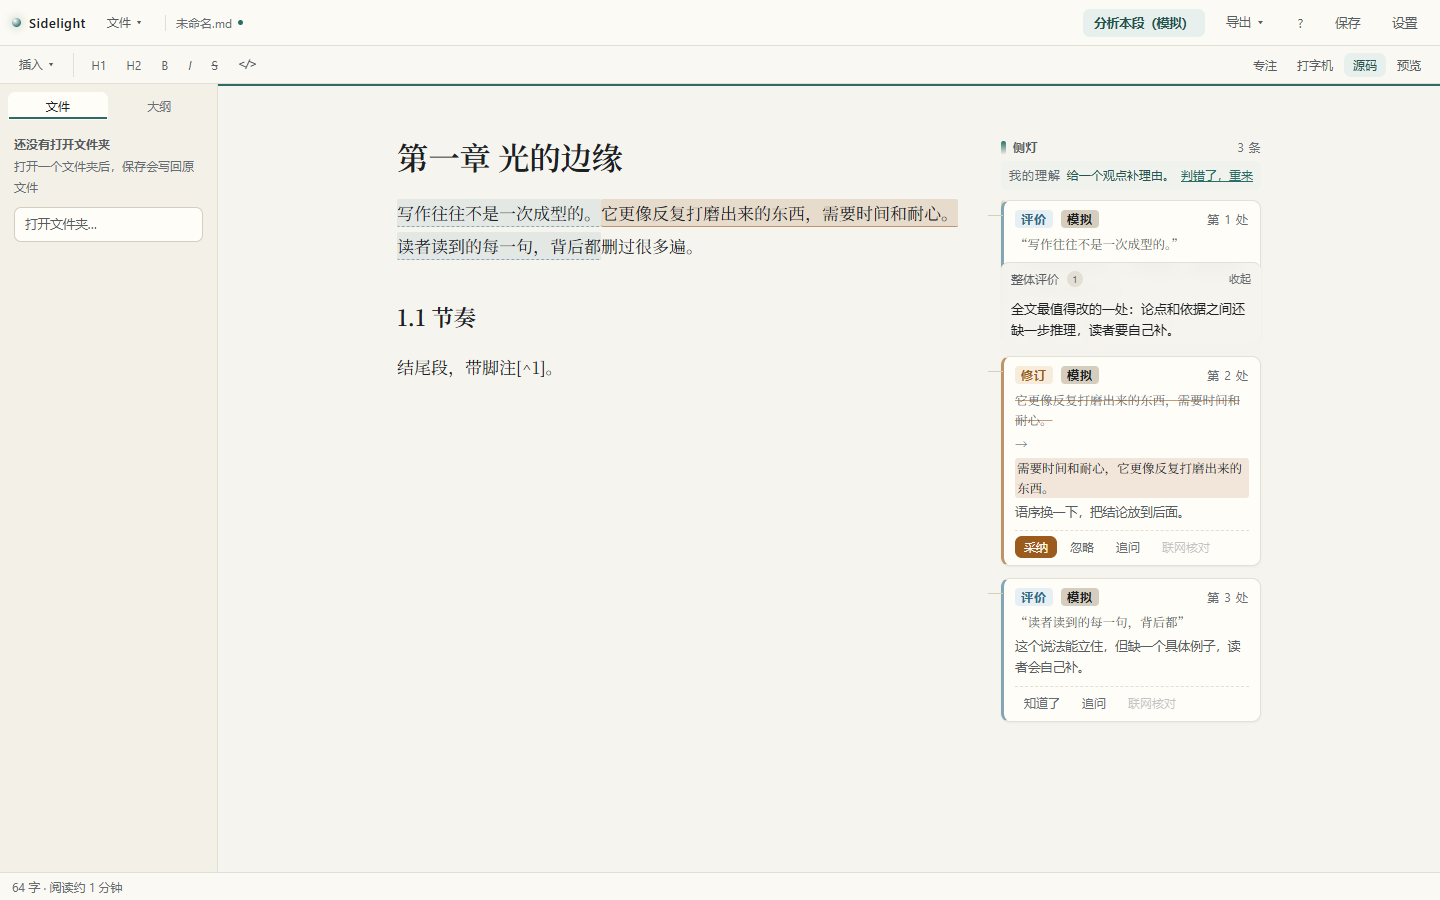 Sidelight 文件 未命名.md 分析本段（模拟） 导出 ? 保存 设置
插入 H1 H2 B I S </> 专注 打字机 源码 预览
文件 大纲
还没有打开文件夹
打开一个文件夹后，保存会写回原
文件
打开文件夹...
第一章 光的边缘
写作往往不是一次成型的。它更像反复打磨出来的东西，需要时间和耐心。
读者读到的每一句，背后都删过很多遍。
1.1 节奏
结尾段，带脚注[^1]。
侧灯 3 条
我的理解 给一个观点补理由。 判错了，重来
评价 模拟 第 1 处
“写作往往不是一次成型的。”
整体评价 1 收起
全文最值得改的一处：论点和依据之间还
缺一步推理，读者要自己补。
修订 模拟 第 2 处
它更像反复打磨出来的东西，需要时间和
耐心。
→
需要时间和耐心，它更像反复打磨出来的
东西。
语序换一下，把结论放到后面。
采纳 忽略 追问 联网核对
评价 模拟 第 3 处
“读者读到的每一句，背后都”
这个说法能立住，但缺一个具体例子，读
者会自己补。
知道了 追问 联网核对
64 字 · 阅读约 1 分钟